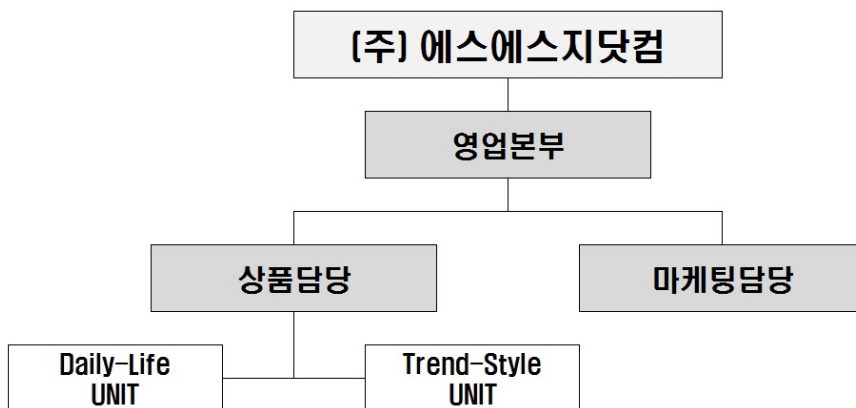 (주) 에스에스지닷컴
영업본부
상품담당
마케팅담당
Daily-Life
UNIT
Trend-Style
UNIT